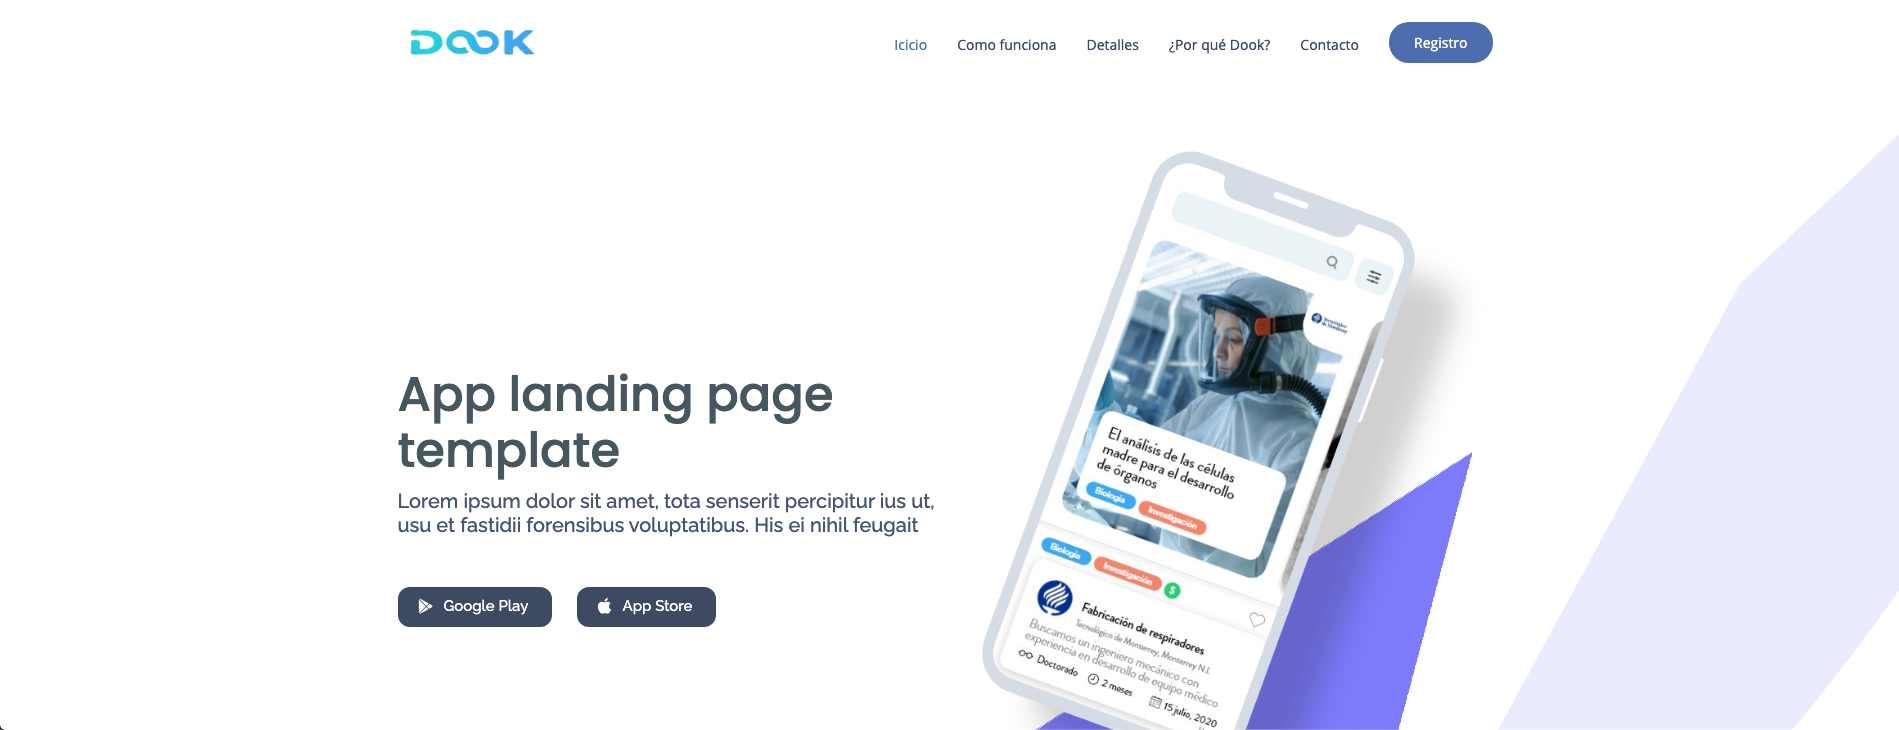 DOOK
Icicio
Como funciona
Detalles
¿Por qué Dook?
Contacto
Registro
App landing page
template
Lorem ipsum dolor sit amet, tota senserit percipitur ius ut,
usu et fastidii forensibus voluptatibus. His ei nihil feugait
Google Play
App Store
Tecnológico
de Monterrey
El análisis de las células
madre para el desarrollo
de órganos
Biología
Investigación
Biología
Investigación
$
Fabricación de respiradores
Tecnológico de Monterrey, Monterrey N.L
Buscamos un ingeniero mecánico con
experiencia en desarrollo de equipo médico
Doctorado
2 meses
15 julio, 2020